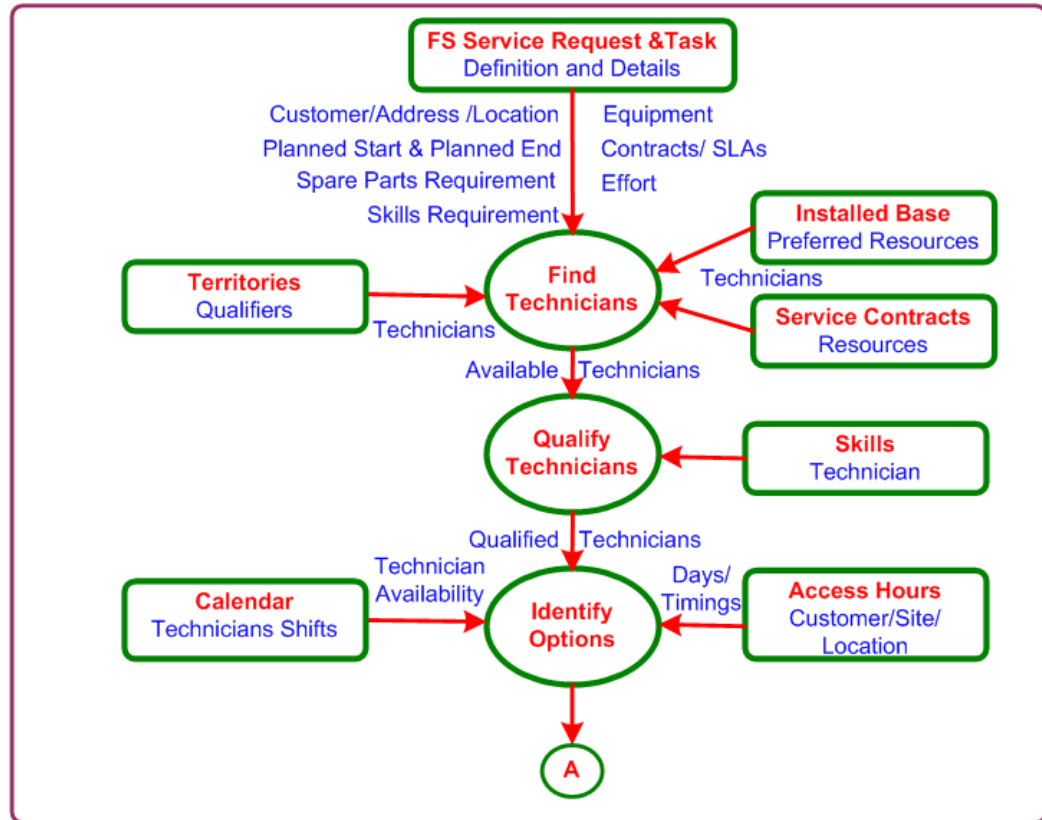 FS Service Request &Task
Definition and Details
Customer/Address /Location
Equipment
Planned Start & Planned End
Contracts/ SLAs
Spare Parts Requirement
Effort
Skills Requirement
Installed Base
Preferred Resources
Territories
Qualifiers
Find
Technicians
Technicians
Technicians
Service Contracts
Resources
Available Technicians
Qualify
Technicians
Skills
Technician
Qualified Technicians
Calendar
Technicians Shifts
Technician
Availability
Identify
Options
Days/
Timings
Access Hours
Customer/Site/
Location
A